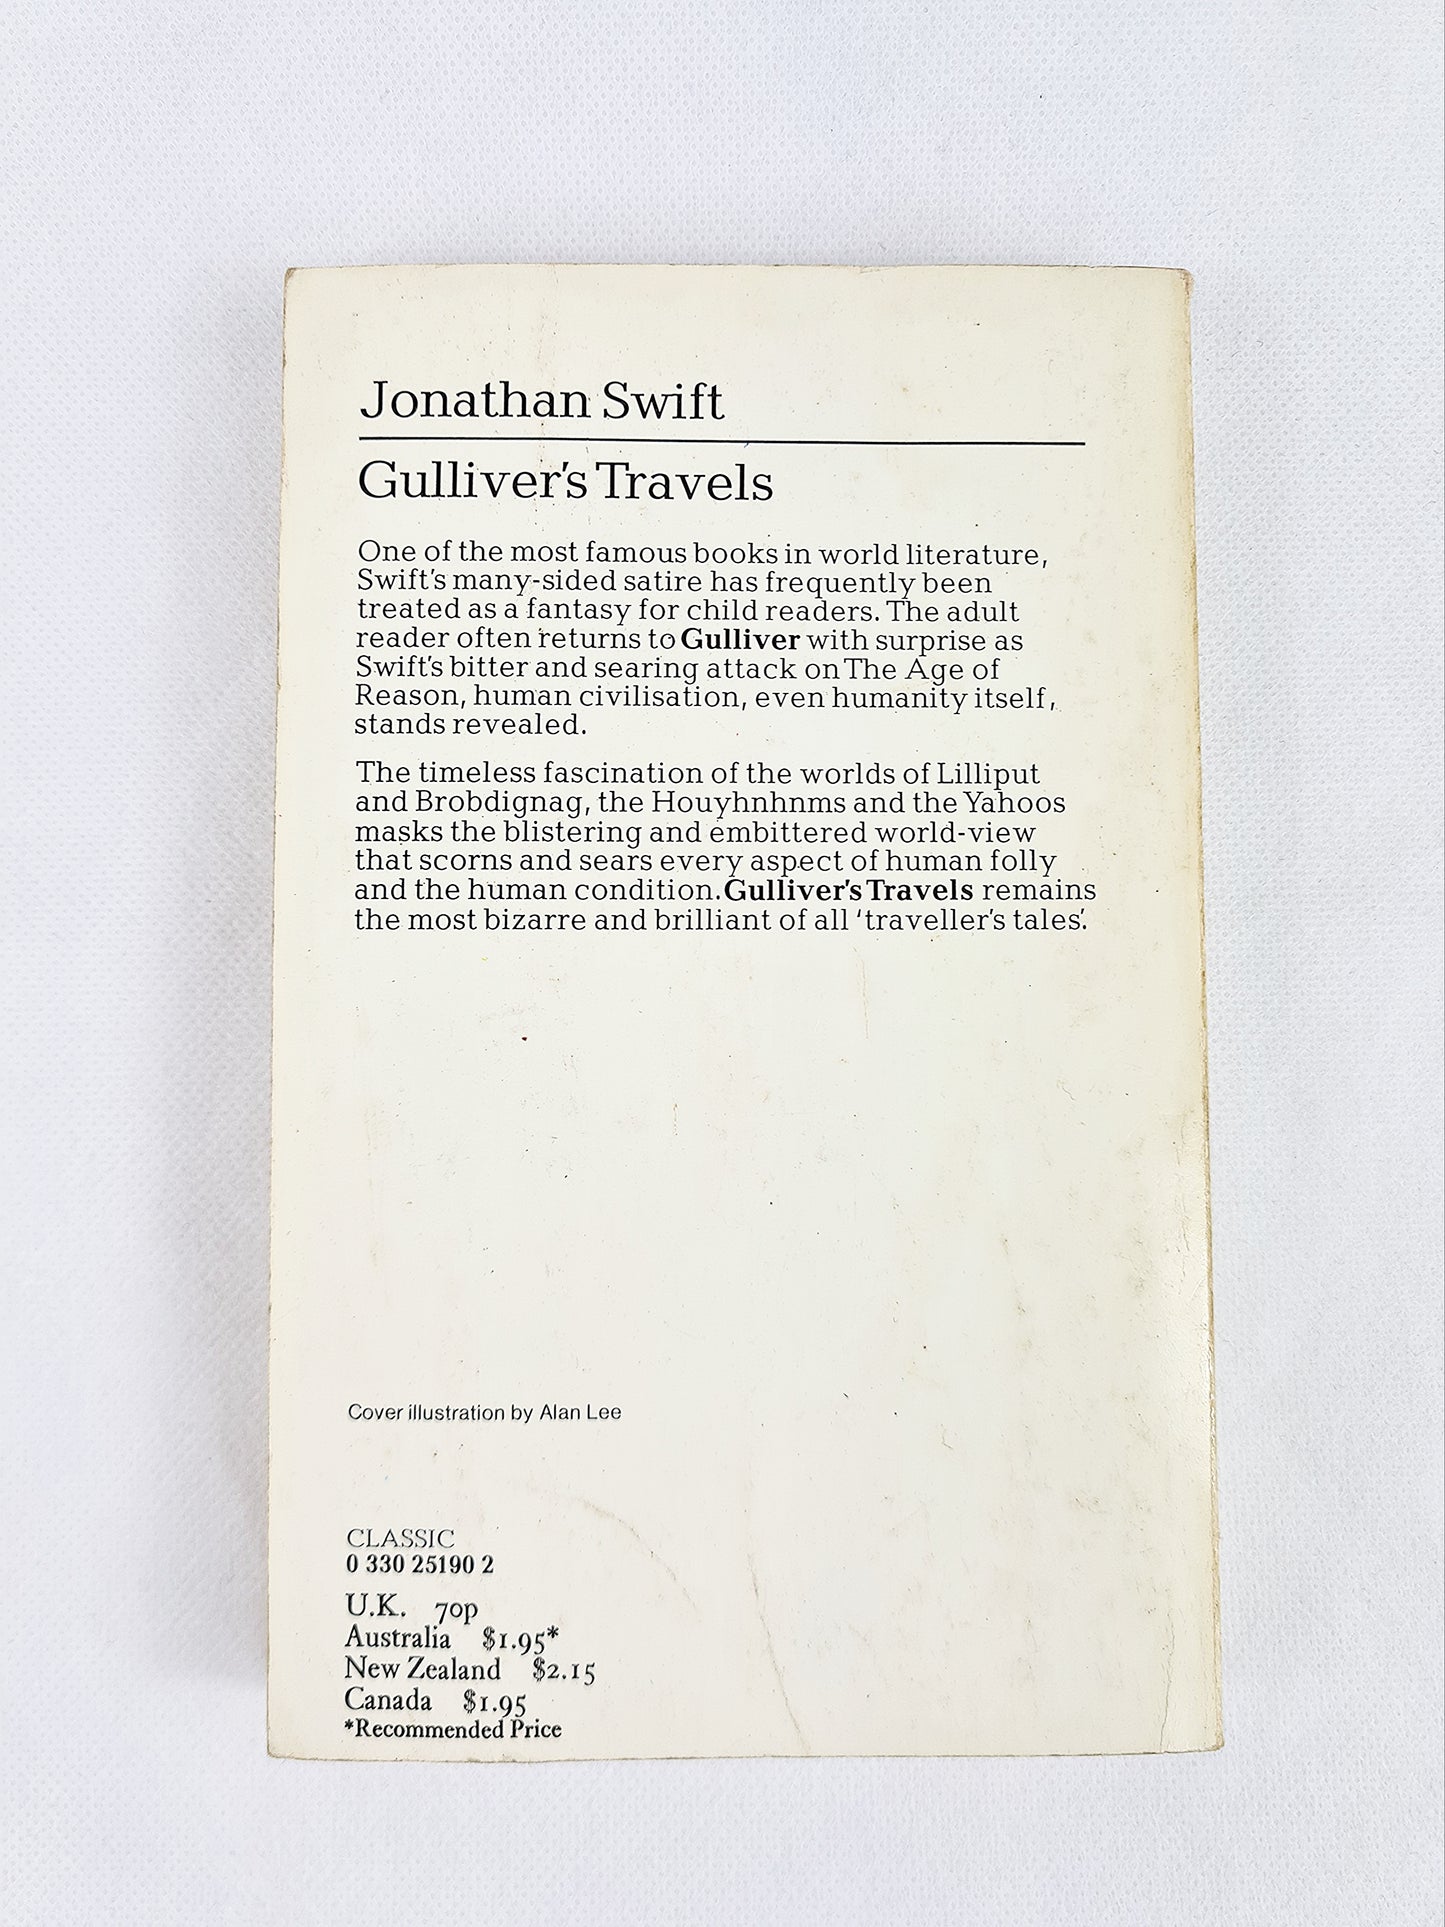 Jonathan Swift
Gulliver's Travels
One of the most famous books in world literature,
Swift's many-sided satire has frequently been
treated as a fantasy for child readers. The adult
reader often returns to Gulliver with surprise as
Swift's bitter and searing attack on The Age of
Reason, human civilisation, even humanity itself,
stands revealed.
The timeless fascination of the worlds of Lilliput
and Brobdignag, the Houyhnhnms and the Yahoos
masks the blistering and embittered world-view
that scorns and sears every aspect of human folly
and the human condition. Gulliver's Travels remains
the most bizarre and brilliant of all 'traveller's tales'.
Cover illustration by Alan Lee
CLASSIC
0 330 25190 2
U.K. 70p
Australia $1.95*
New Zealand $2.15
Canada $1.95
*Recommended Price